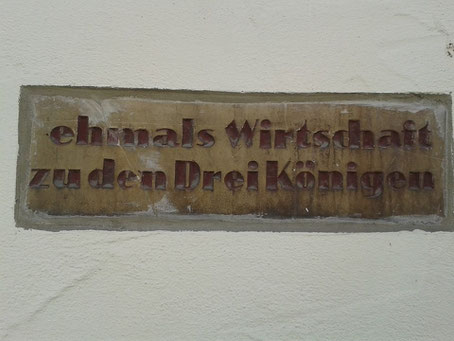 ehmals Wirtschaft
zu den Drei Königen